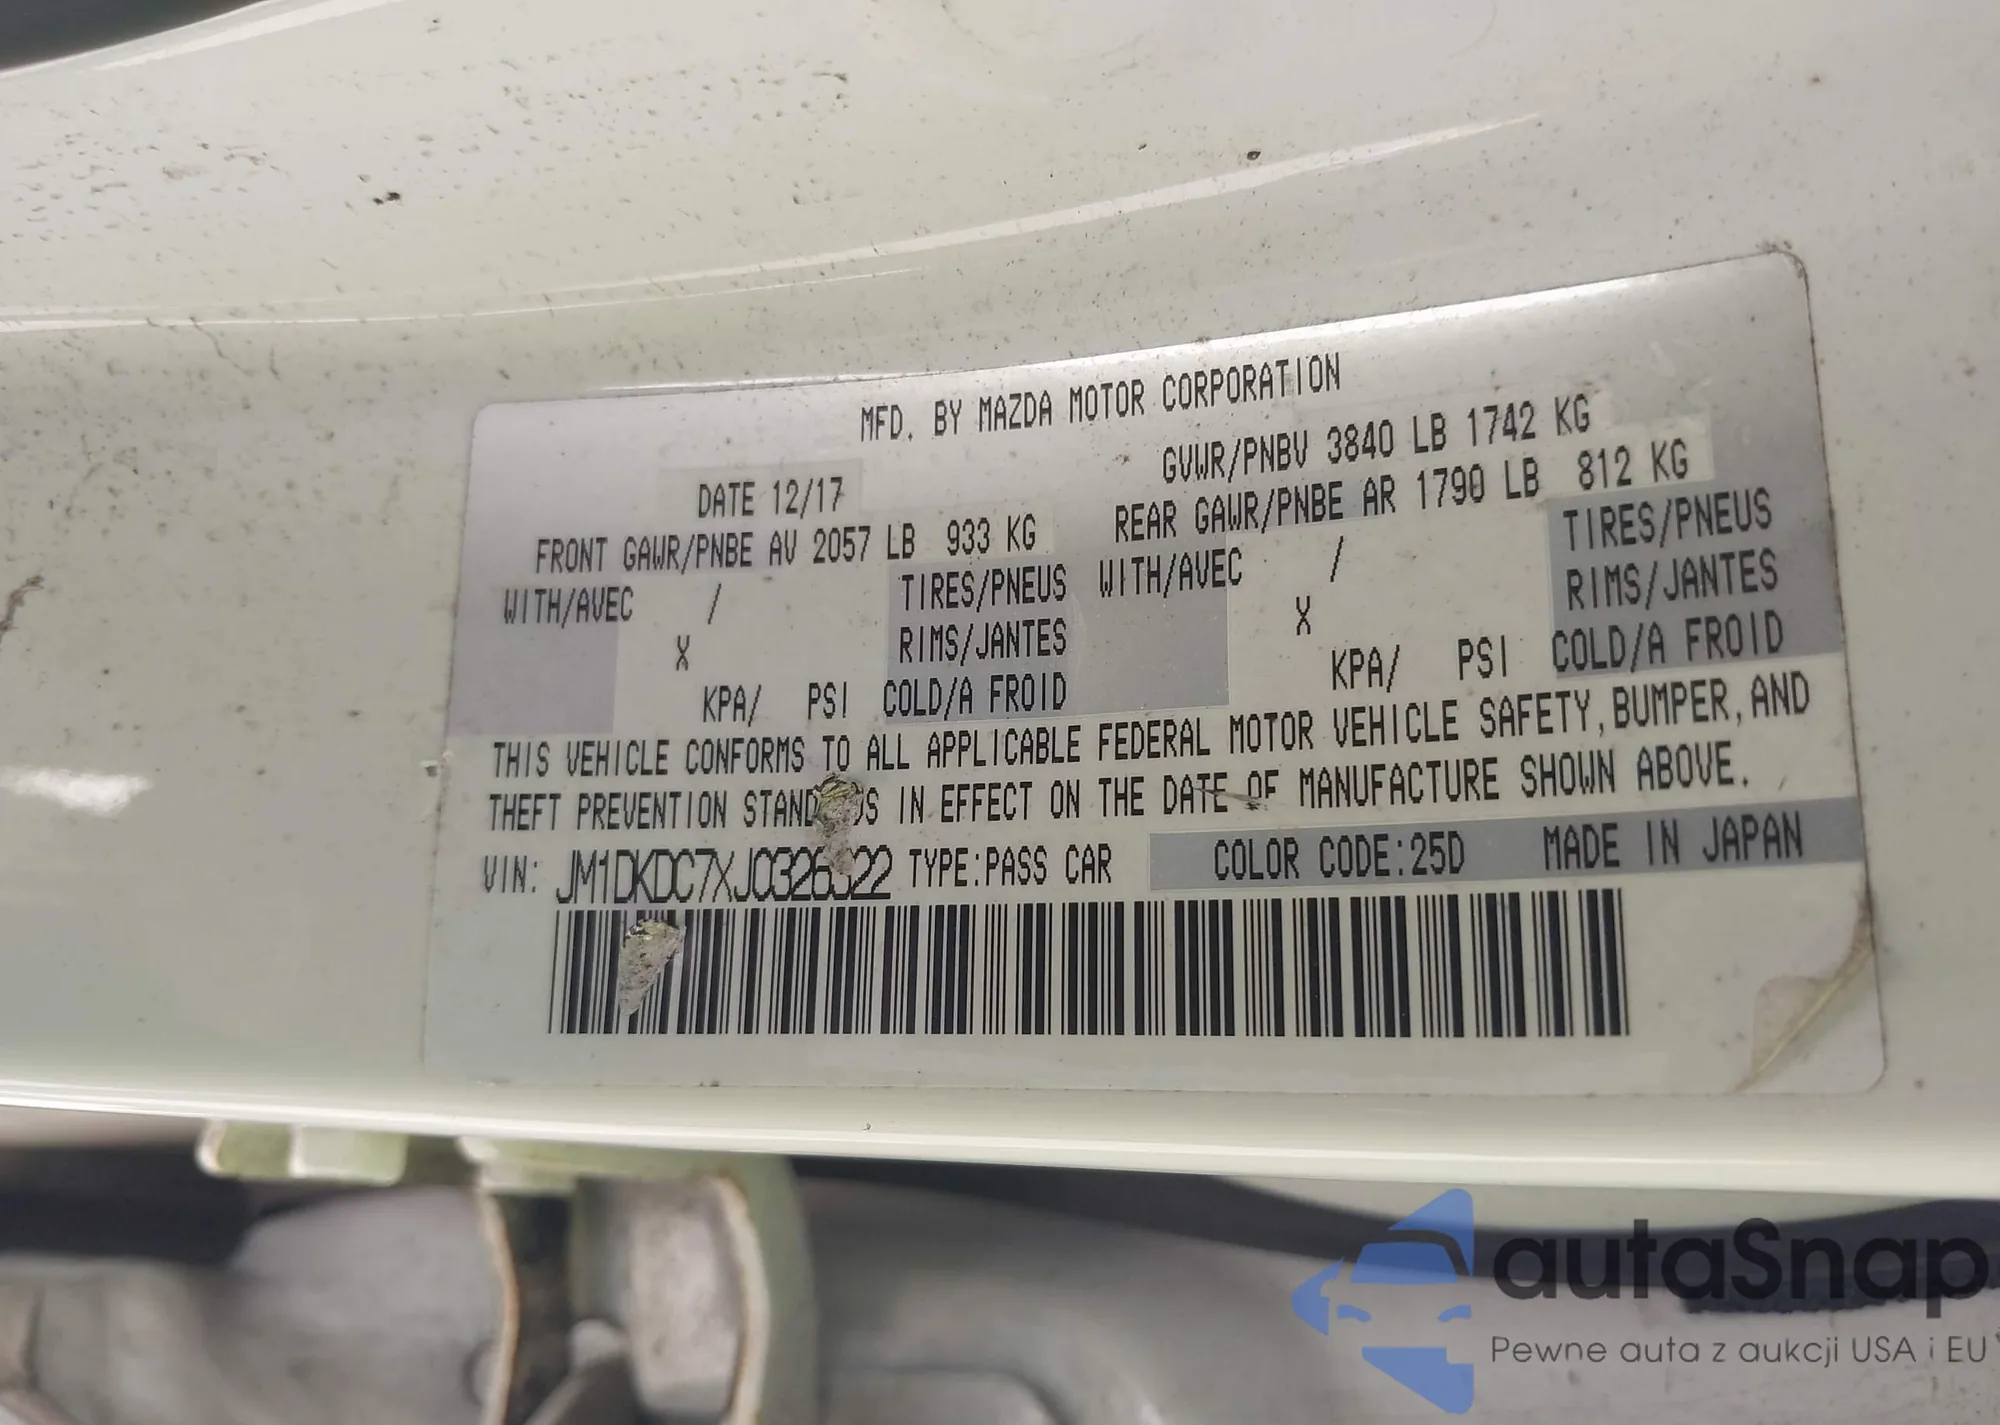 MFD. BY MAZDA MOTOR CORPORATION
DATE 12/17
GVWR/PNBV 3840 LB 1742 KG
FRONT GAWR/PNBE AV 2057 LB 933 KG
REAR GAWR/PNBE AR 1790 LB 812 KG
WITH/AVEC / TIRES/PNEUS
X RIMS/JANTES
KPA/ PSI COLD/A FROID
WITH/AVEC / TIRES/PNEUS
X RIMS/JANTES
KPA/ PSI COLD/A FROID
THIS VEHICLE CONFORMS TO ALL APPLICABLE FEDERAL MOTOR VEHICLE SAFETY, BUMPER, AND
THEFT PREVENTION IN EFFECT ON THE DATE OF MANUFACTURE SHOWN ABOVE.
VIN: TYPE:PASS CAR COLOR CODE:25D MADE IN JAPAN
autaSnap
Pewne auta z aukcji USA i EU